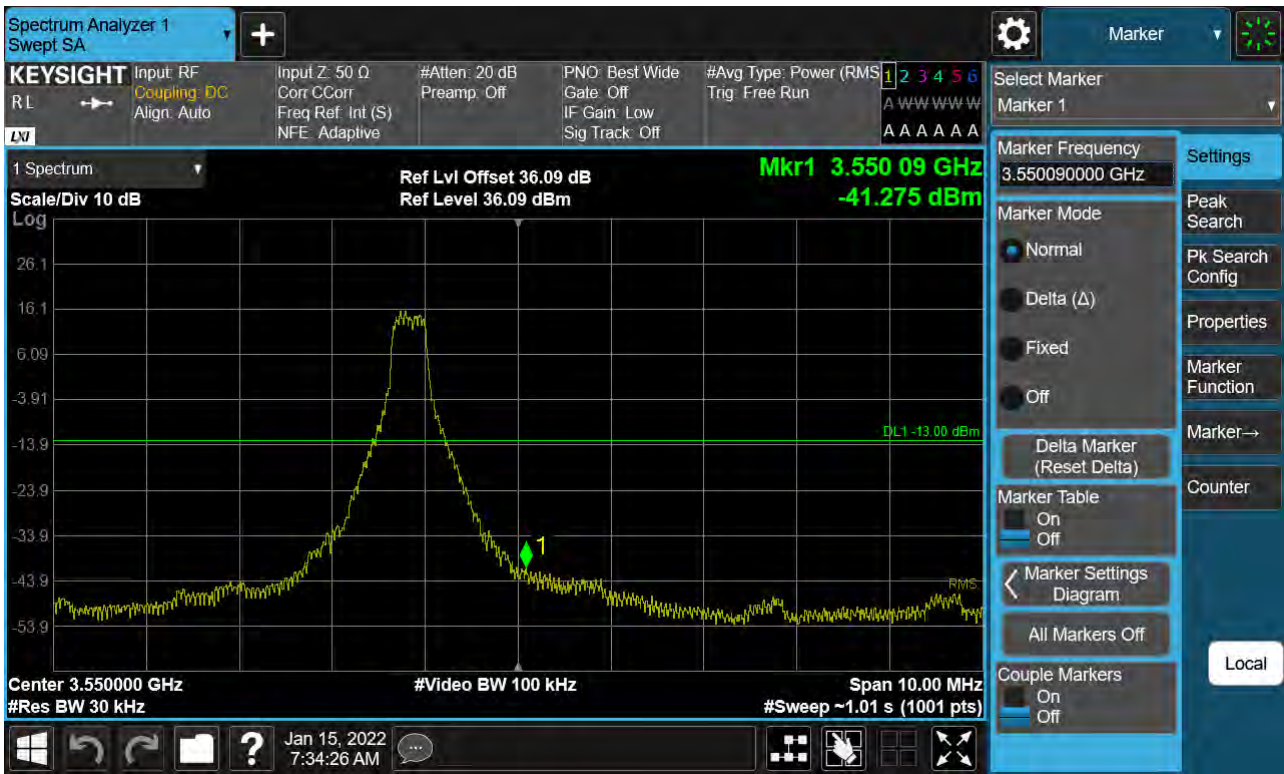 Spectrum Analyzer 1
Swept SA
+
Marker
KEYSIGHT
RL
LXI
Input: RF
Coupling: DC
Align: Auto
Input Z: 50 Ω
Corr CCorr
Freq Ref: Int (S)
NFE: Adaptive
#Atten: 20 dB
Preamp: Off
PNO: Best Wide
Gate: Off
IF Gain: Low
Sig Track: Off
#Avg Type: Power (RMS
Trig: Free Run
1 2 3 4 5 6
A W W W W W
A A A A A A
Select Marker
Marker 1
1 Spectrum
Scale/Div 10 dB
Log
Ref Lvl Offset 36.09 dB
Ref Level 36.09 dBm
Mkr1 3.550 09 GHz
-41.275 dBm
26.1
16.1
6.09
-3.91
-13.9
-23.9
-33.9
-43.9
-53.9
DL1 -13.00 dBm
1
RMS
Center 3.550000 GHz
#Res BW 30 kHz
#Video BW 100 kHz
Span 10.00 MHz
#Sweep ~1.01 s (1001 pts)
Marker Frequency
3.550090000 GHz
Marker Mode
Normal
Delta (Δ)
Fixed
Off
Delta Marker
(Reset Delta)
Marker Table
On
Off
Marker Settings
Diagram
All Markers Off
Couple Markers
On
Off
Settings
Peak
Search
Pk Search
Config
Properties
Marker
Function
Marker→
Counter
Local
?
Jan 15, 2022
7:34:26 AM